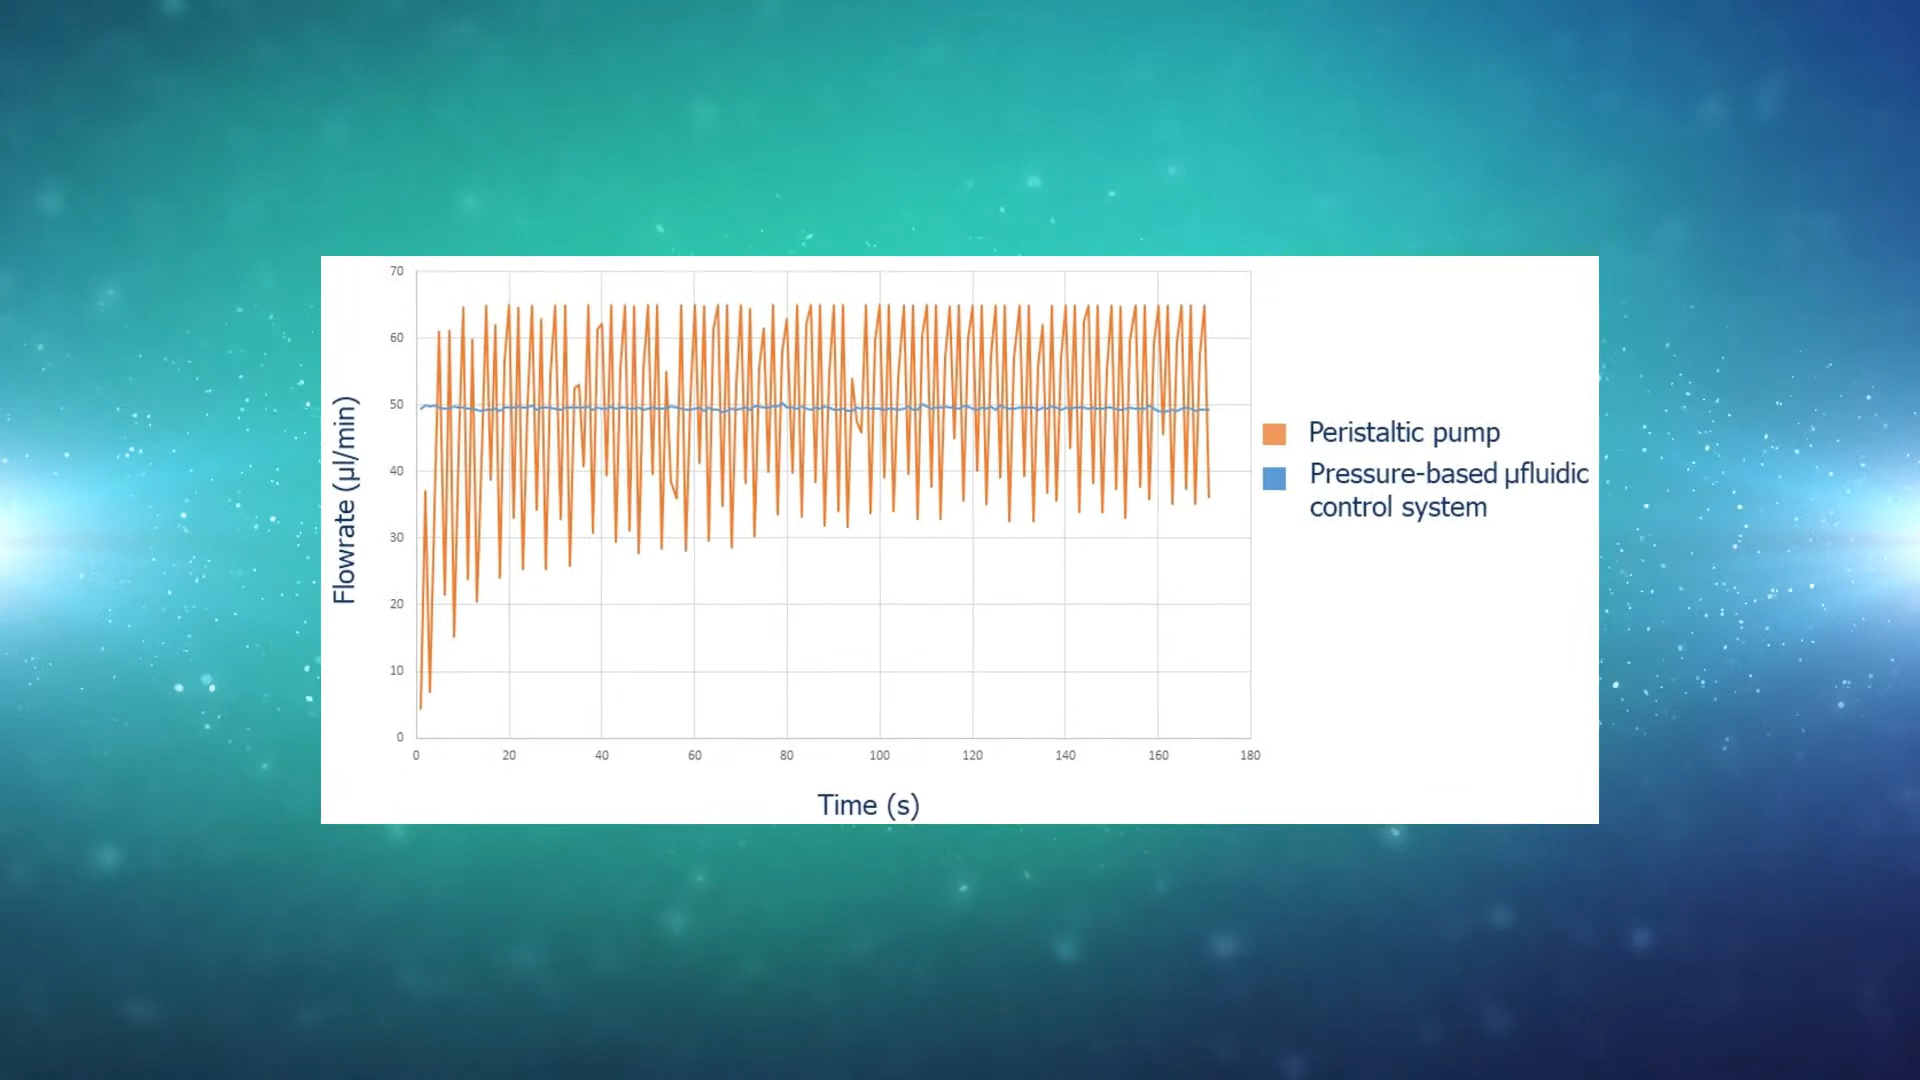 70
60
50
40
30
20
10
0
0 20 40 60 80 100 120 140 160 180
Flowrate (µl/min)
Time (s)
Peristaltic pump
Pressure-based µfluidic
control system